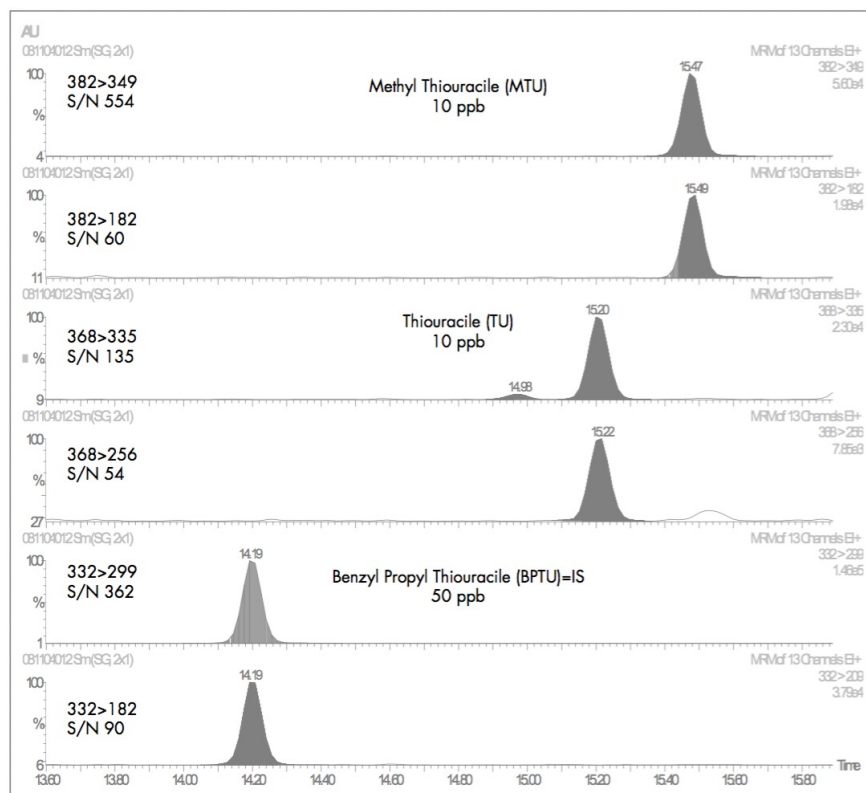 AU
081104012 Sm (SG, 2x1)
MRM of 13 Channels EI+
382>349
5.60e4
100
%
4
382>349
S/N 554
Methyl Thiouracile (MTU)
10 ppb
15.47
081104012 Sm (SG, 2x1)
MRM of 13 Channels EI+
382>182
1.98e4
100
%
11
382>182
S/N 60
15.49
081104012 Sm (SG, 2x1)
MRM of 13 Channels EI+
368>335
2.30e4
100
%
9
368>335
S/N 135
Thiouracile (TU)
10 ppb
14.98
15.20
081104012 Sm (SG, 2x1)
MRM of 13 Channels EI+
368>256
7.85e3
100
%
27
368>256
S/N 54
15.22
081104012 Sm (SG, 2x1)
MRM of 13 Channels EI+
332>299
1.46e5
100
%
1
332>299
S/N 362
14.19
Benzyl Propyl Thiouracile (BPTU)=IS
50 ppb
081104012 Sm (SG, 2x1)
MRM of 13 Channels EI+
332>209
3.79e4
100
%
6
332>182
S/N 90
14.19
13.60 13.80 14.00 14.20 14.40 14.60 14.80 15.00 15.20 15.40 15.60 15.80 Time